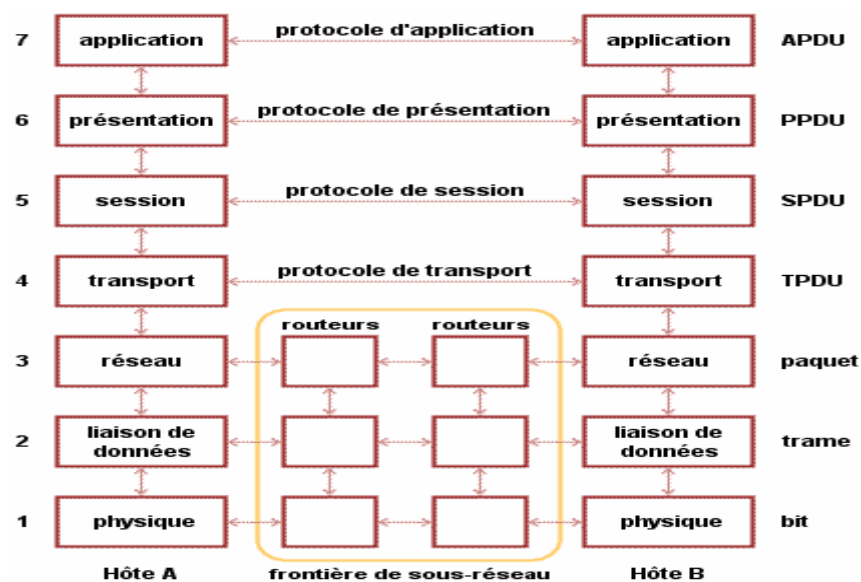 7 application protocole d'application application APDU
6 présentation protocole de présentation présentation PPDU
5 session protocole de session session SPDU
4 transport protocole de transport transport TPDU
routeurs routeurs
3 réseau réseau paquet
2 liaison de données liaison de données trame
1 physique physique bit
Hôte A frontière de sous-réseau Hôte B